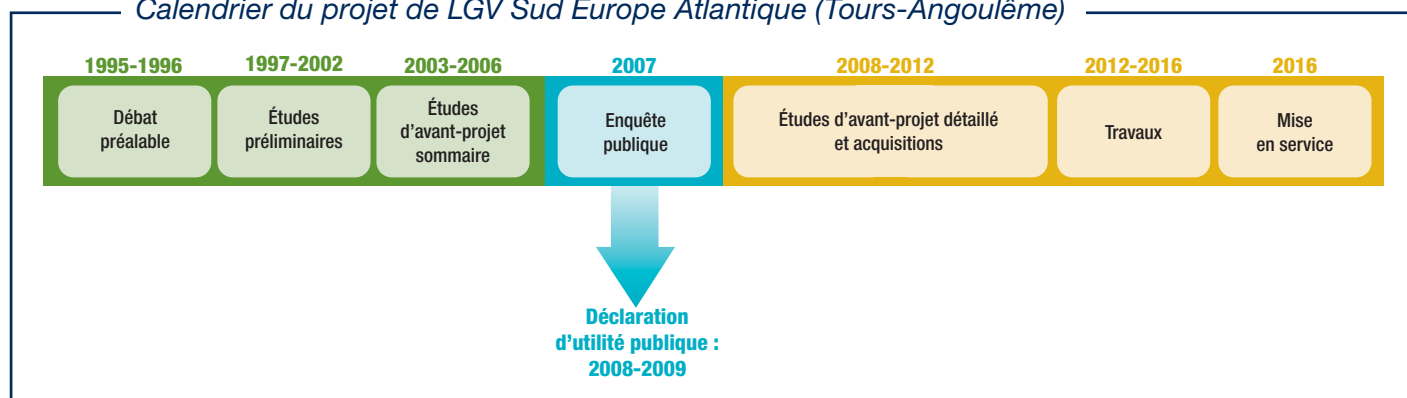 Calendrier du projet de LGV Sud Europe Atlantique (Tours-Angoulême)
1995-1996
1997-2002
2003-2006
2007
2008-2012
2012-2016
2016
Débat
préalable
Études
préliminaires
Études
d'avant-projet
sommaire
Enquête
publique
Études d'avant-projet détaillé
et acquisitions
Travaux
Mise
en service
Déclaration
d'utilité publique :
2008-2009